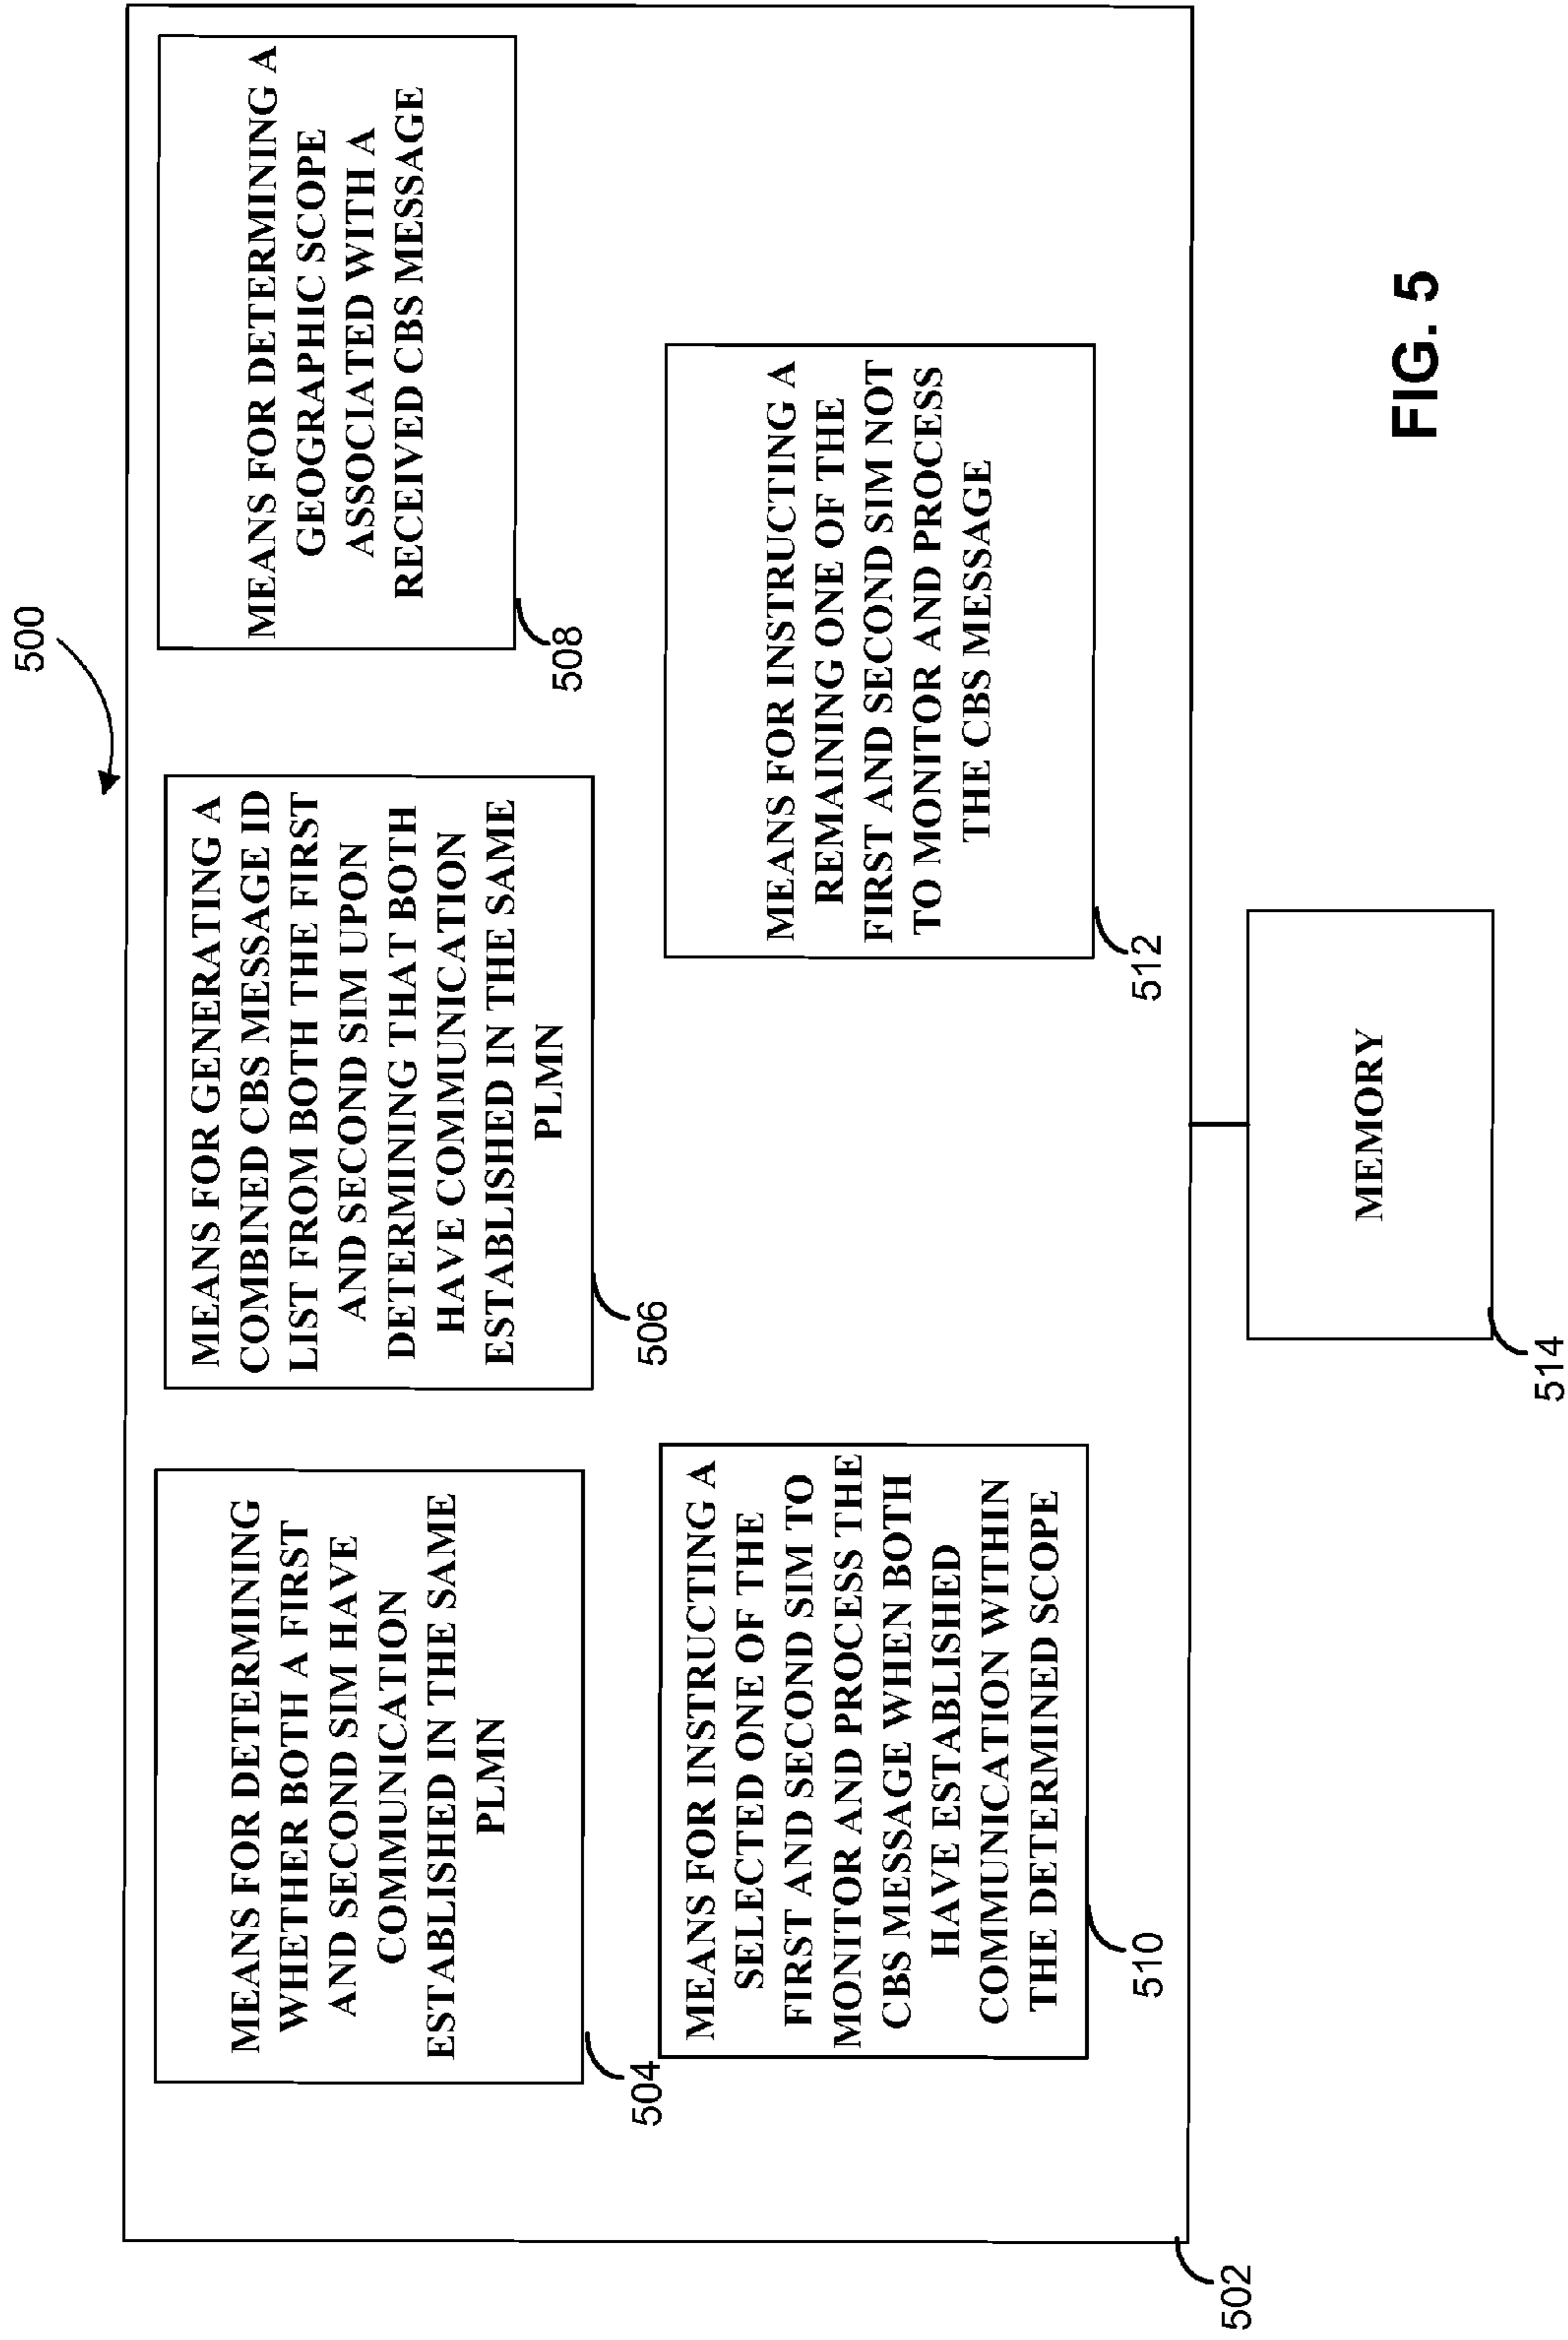 500
MEANS FOR DETERMINING
WHETHER BOTH A FIRST
AND SECOND SIM HAVE
COMMUNICATION
ESTABLISHED IN THE SAME
PLMN
504
MEANS FOR GENERATING A
COMBINED CBS MESSAGE ID
LIST FROM BOTH THE FIRST
AND SECOND SIM UPON
DETERMINING THAT BOTH
HAVE COMMUNICATION
ESTABLISHED IN THE SAME
PLMN
506
MEANS FOR DETERMINING A
GEOGRAPHIC SCOPE
ASSOCIATED WITH A
RECEIVED CBS MESSAGE
508
MEANS FOR INSTRUCTING A
SELECTED ONE OF THE
FIRST AND SECOND SIM TO
MONITOR AND PROCESS THE
CBS MESSAGE WHEN BOTH
HAVE ESTABLISHED
COMMUNICATION WITHIN
THE DETERMINED SCOPE
510
MEANS FOR INSTRUCTING A
REMAINING ONE OF THE
FIRST AND SECOND SIM NOT
TO MONITOR AND PROCESS
THE CBS MESSAGE
512
502
MEMORY
514
FIG. 5